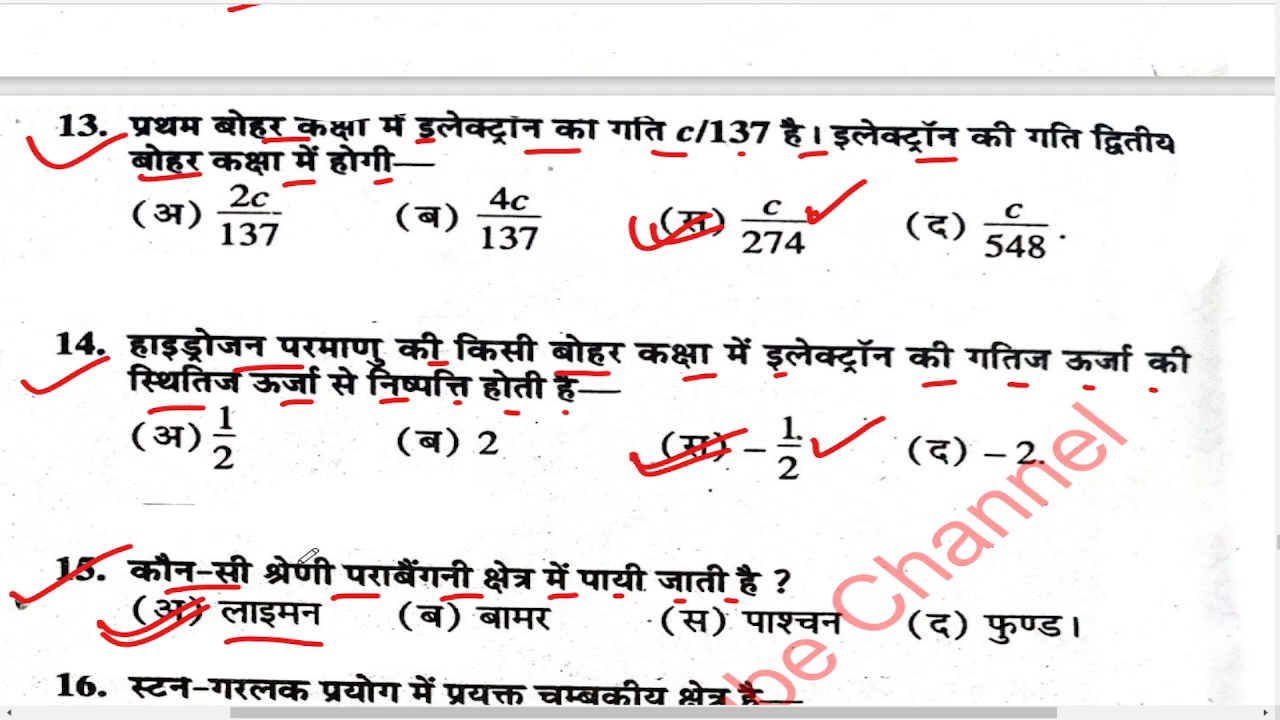 13. प्रथम बोहर कक्षा में इलेक्ट्रॉन की गति c/137 है। इलेक्ट्रॉन की गति द्वितीय
बोहर कक्षा में होगी—
(अ) 2c/137 (ब) 4c/137 (स) c/274 (द) c/548 .
14. हाइड्रोजन परमाणु की किसी बोहर कक्षा में इलेक्ट्रॉन की गतिज ऊर्जा की
स्थितिज ऊर्जा से निष्पत्ति होती है—
(अ) 1/2 (ब) 2 (स) – 1/2 (द) – 2.
15. कौन-सी श्रेणी पराबैंगनी क्षेत्र में पायी जाती है ?
(अ) लाइमन (ब) बामर (स) पाश्चन (द) फुण्ड।
16. स्टर्न-गरलक प्रयोग में प्रयुक्त चुम्बकीय क्षेत्र है—
be Channel